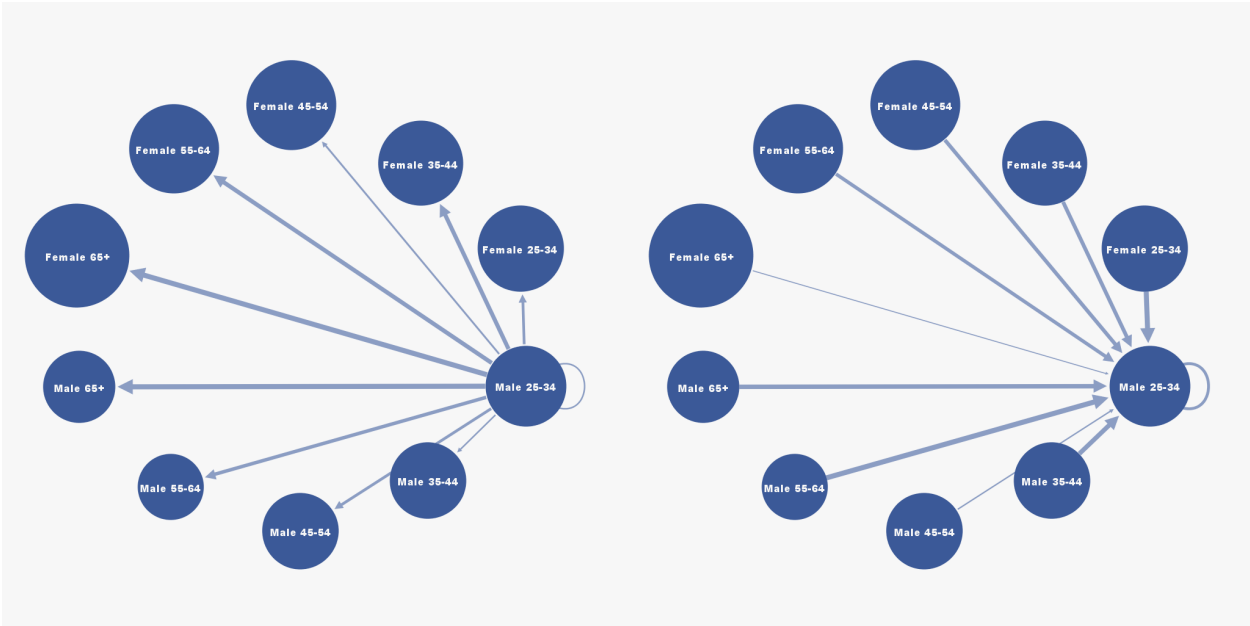 Female 45-54
Female 55-64
Female 35-44
Female 25-34
Female 65+
Male 65+
Male 25-34
Male 35-44
Male 55-64
Male 45-54
Female 45-54
Female 55-64
Female 35-44
Female 25-34
Female 65+
Male 65+
Male 25-34
Male 35-44
Male 55-64
Male 45-54